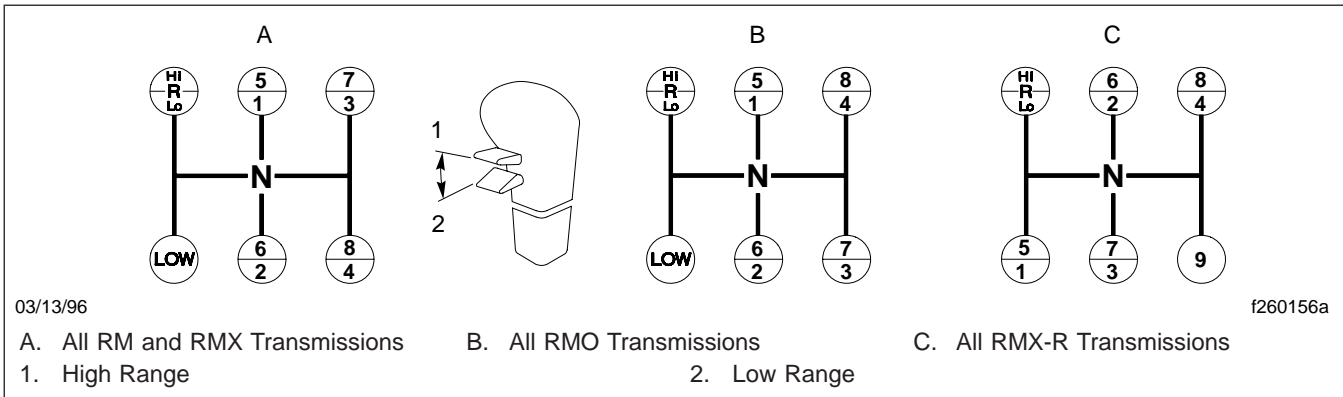 A B C
HI R Lo 5 1 7 3
HI R Lo 5 1 8 4
HI R Lo 6 2 8 4
1
N N N
2
LOW 6 2 8 4
LOW 6 2 7 3
5 1 7 3 9
03/13/96 f260156a
A. All RM and RMX Transmissions B. All RMO Transmissions C. All RMX-R Transmissions
1. High Range 2. Low Range